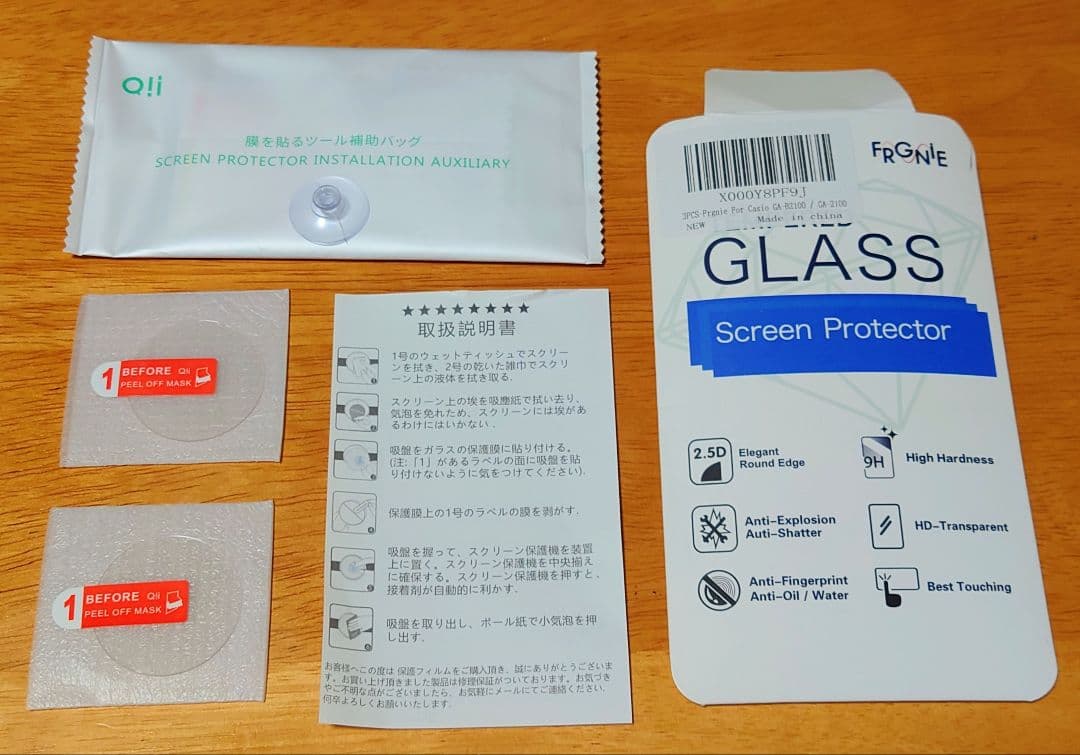 Q!i
膜を貼るツール補助バッグ
SCREEN PROTECTOR INSTALLATION AUXILIARY
1 BEFORE Q!i
PEEL OFF MASK
1 BEFORE Q!i
PEEL OFF MASK
★★★★★★★★
取扱説明書
1号のウェットティッシュでスクリー
ンを拭き、2号の乾いた雑巾でスク
リーン上の液体を拭き取る.
1
スクリーン上の埃を吸塵紙で拭い去り、
気泡を免れため、スクリーンには埃があ
るわけにはいかない.
2
吸盤をガラスの保護膜に貼り付ける。
(注:「1」があるラベルの面に吸盤を貼
り付けないように気をつけてください).
3
保護膜上の1号のラベルの膜を剥がす.
4
吸盤を握って、スクリーン保護機を装置
上に置く。スクリーン保護機を中央揃え
に確保する。スクリーン保護機を押すと、
接着剤が自動的に利かす.
5
吸盤を取り出し、ボール紙で小気泡を押
し出す.
お客様へこの度は 保護フィルムをご購入頂き、誠にありがとうございま
す。お買い上げ頂きました製品は修理保証がついております。お気づき
やご不明な点がございましたら、お気軽にメールにてご連絡ください.
何卒よろしくお願いいたします.
FRGNIE
X000Y8PF9J
3PCS-Frgnie For Casio GA-B2100 / GA-2100
NEW Made in china
GLASS
Screen Protector
2.5D Elegant
Round Edge
9H High Hardness
Anti-Explosion
Auti-Shatter
HD-Transparent
Anti-Fingerprint
Anti-Oil / Water
Best Touching